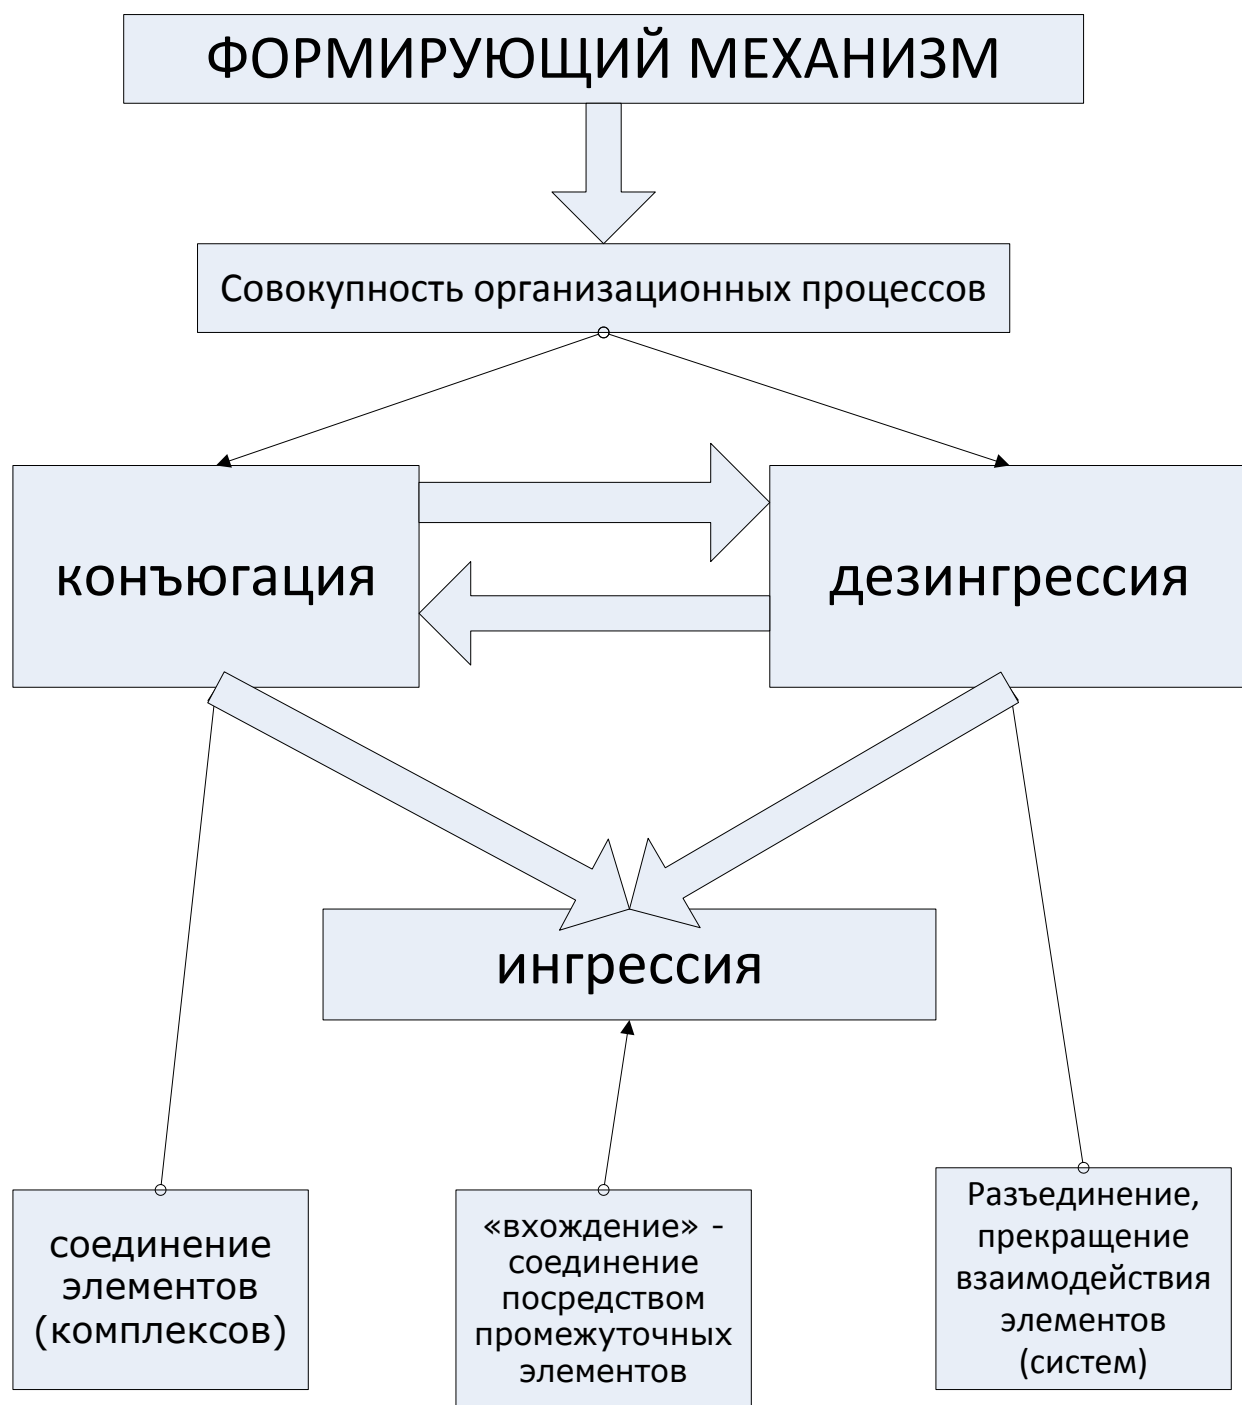 ФОРМИРУЮЩИЙ МЕХАНИЗМ
Совокупность организационных процессов
конъюгация
дезингрессия
ингрессия
соединение
элементов
(комплексов)
«вхождение» -
соединение
посредством
промежуточных
элементов
Разъединение,
прекращение
взаимодействия
элементов
(систем)